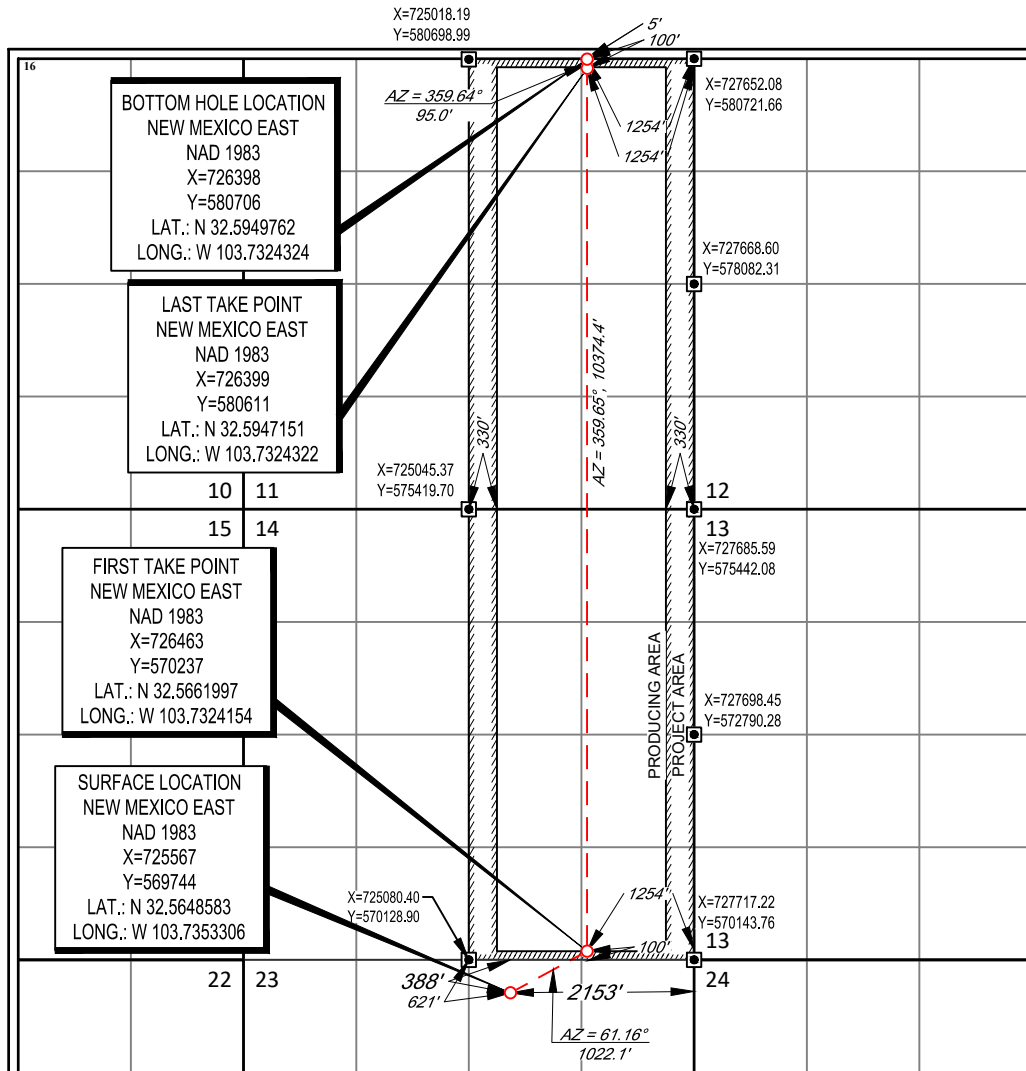 X=725018.19
Y=580698.99
5'
100'
16
BOTTOM HOLE LOCATION
NEW MEXICO EAST
NAD 1983
X=726398
Y=580706
LAT.: N 32.5949762
LONG.: W 103.7324324
AZ = 359.64°
95.0'
X=727652.08
Y=580721.66
1254'
1254'
X=727668.60
Y=578082.31
LAST TAKE POINT
NEW MEXICO EAST
NAD 1983
X=726399
Y=580611
LAT.: N 32.5947151
LONG.: W 103.7324322
AZ = 359.65°, 10374.4'
330'
330'
X=725045.37
Y=575419.70
10
11
12
15
14
13
X=727685.59
Y=575442.08
FIRST TAKE POINT
NEW MEXICO EAST
NAD 1983
X=726463
Y=570237
LAT.: N 32.5661997
LONG.: W 103.7324154
PRODUCING AREA
PROJECT AREA
X=727698.45
Y=572790.28
SURFACE LOCATION
NEW MEXICO EAST
NAD 1983
X=725567
Y=569744
LAT.: N 32.5648583
LONG.: W 103.7353306
X=725080.40
Y=570128.90
1254'
X=727717.22
Y=570143.76
100'
13
22
23
24
388'
621'
2153'
AZ = 61.16°
1022.1'